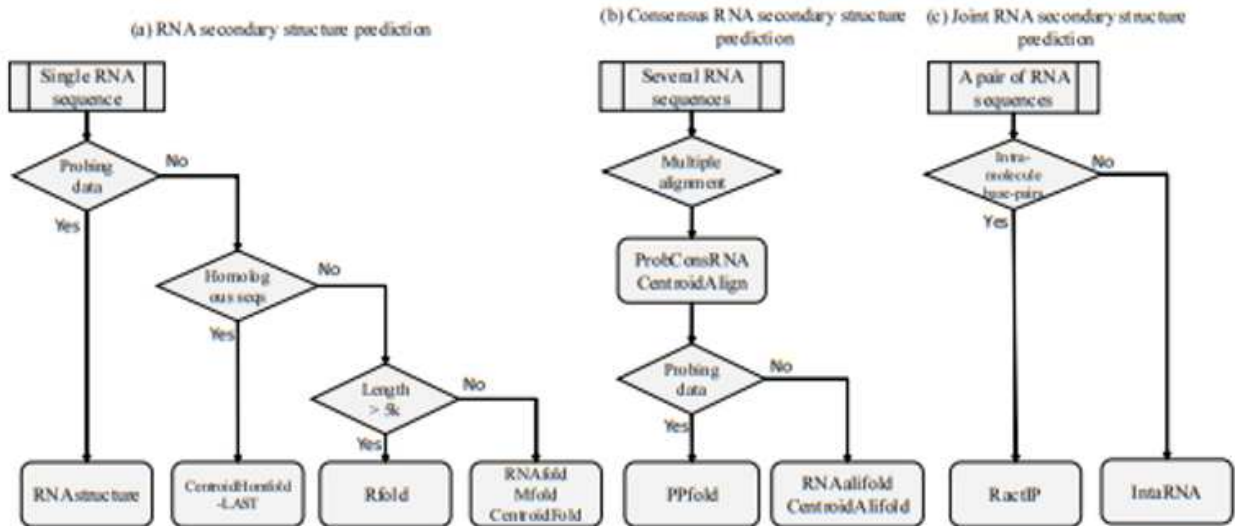 (a) RNA secondary structure prediction
Single RNA
sequence
Probing
data
No
Yes
Homolog
ous seqs
No
Yes
Length
> 5k
No
Yes
RNAstructure
CentroidHomfold
-LAST
Rfold
RNAfold
Mfold
CentroidFold
(b) Consensus RNA secondary structure
prediction
Several RNA
sequences
Multiple
alignment
ProbConsRNA
CentroidAlign
Probing
data
No
Yes
PPfold
RNAalifold
CentroidAlifold
(c) Joint RNA secondary structure
prediction
A pair of RNA
sequences
Intra-
molecule
base-pairs
No
Yes
RactIP
IntaRNA